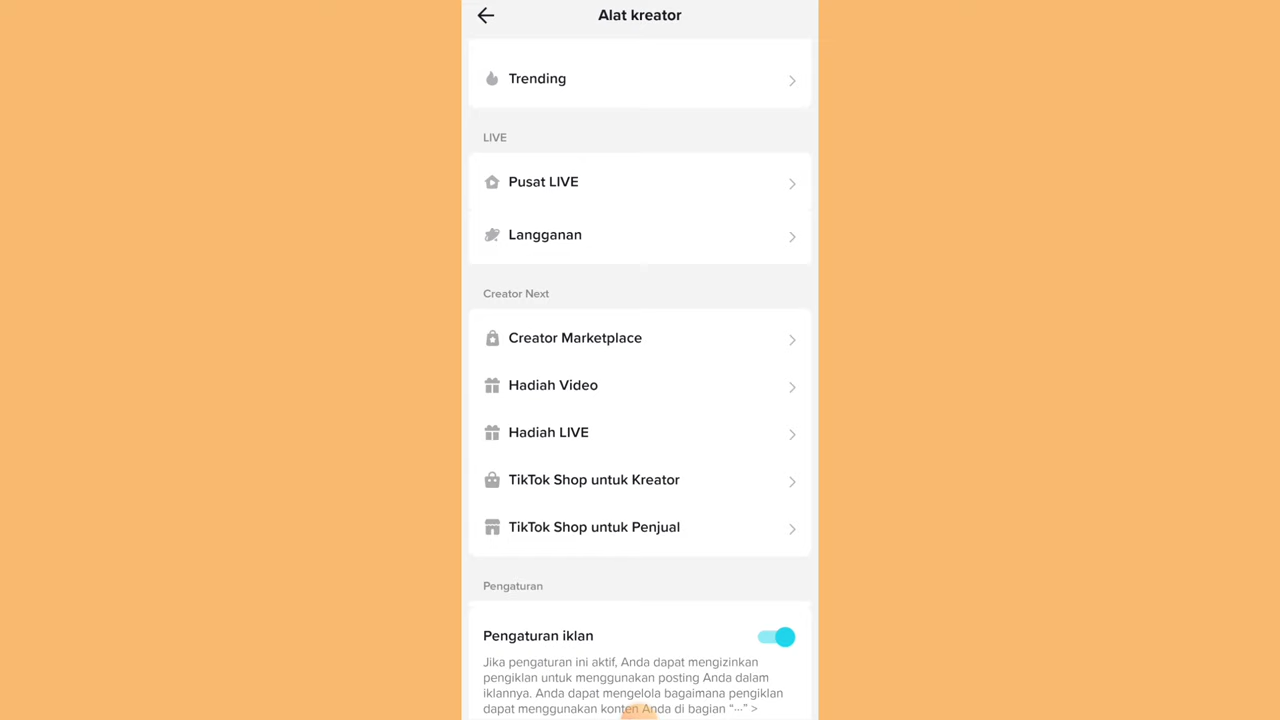 Alat kreator
Trending
LIVE
Pusat LIVE
Langganan
Creator Next
Creator Marketplace
Hadiah Video
Hadiah LIVE
TikTok Shop untuk Kreator
TikTok Shop untuk Penjual
Pengaturan
Pengaturan iklan
Jika pengaturan ini aktif, Anda dapat mengizinkan
pengiklan untuk menggunakan posting Anda dalam
iklannya. Anda dapat mengelola bagaimana pengiklan
dapat menggunakan konten Anda di bagian “···” >